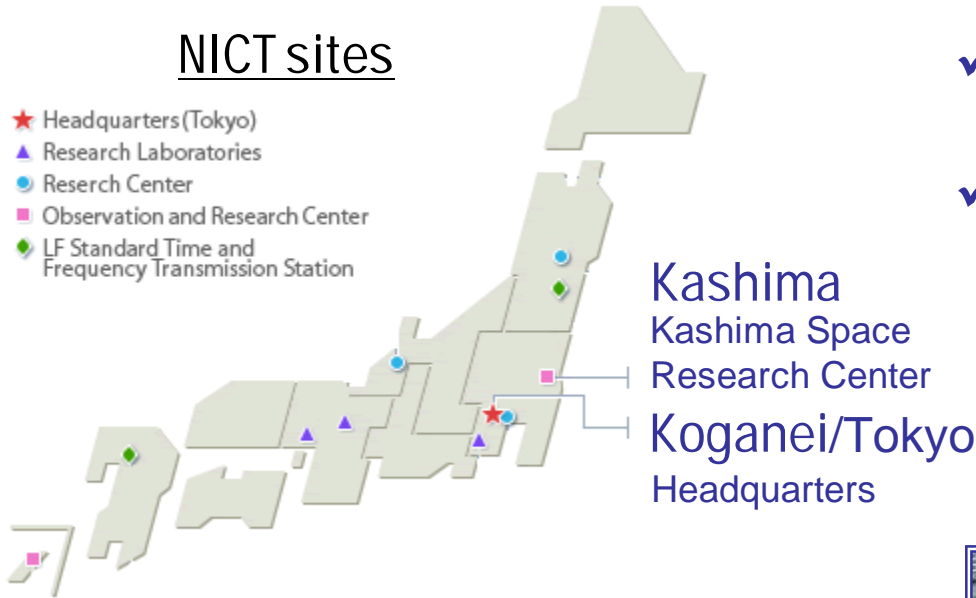 NICT sites
Headquarters (Tokyo)
Research Laboratories
Reserch Center
Observation and Research Center
LF Standard Time and
Frequency Transmission Station
Kashima
Kashima Space
Research Center
Koganei/Tokyo
Headquarters